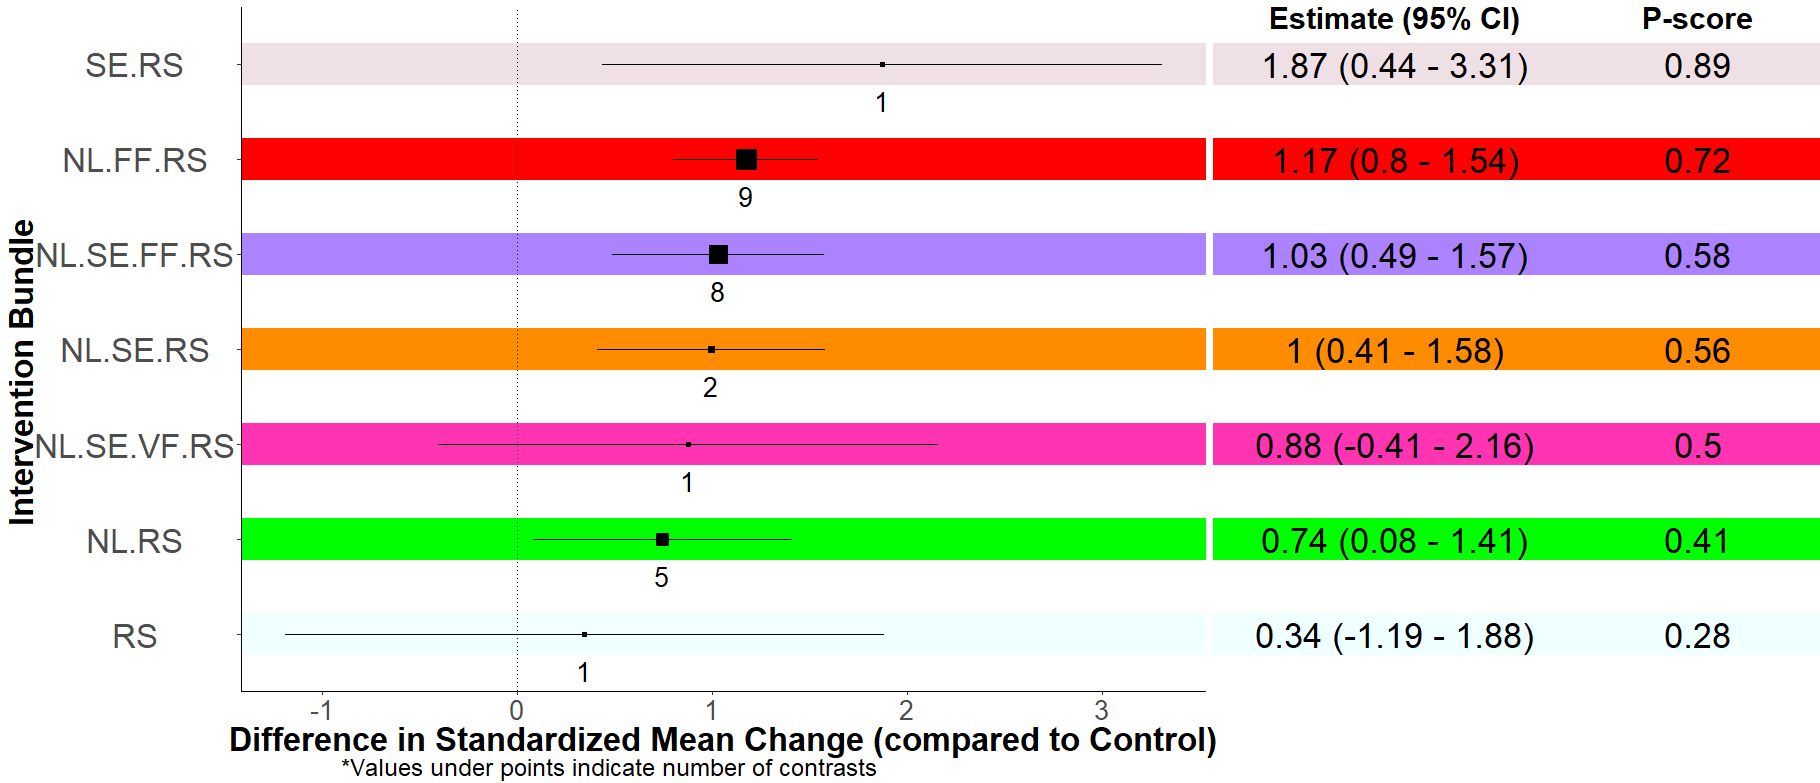 Estimate (95% CI) P-score
SE.RS 1.87 (0.44 - 3.31) 0.89
1
NL.FF.RS 1.17 (0.8 - 1.54) 0.72
9
NL.SE.FF.RS 1.03 (0.49 - 1.57) 0.58
8
NL.SE.RS 1 (0.41 - 1.58) 0.56
2
NL.SE.VF.RS 0.88 (-0.41 - 2.16) 0.5
1
NL.RS 0.74 (0.08 - 1.41) 0.41
5
RS 0.34 (-1.19 - 1.88) 0.28
1
Intervention Bundle
-1 0 1 2 3
Difference in Standardized Mean Change (compared to Control)
*Values under points indicate number of contrasts